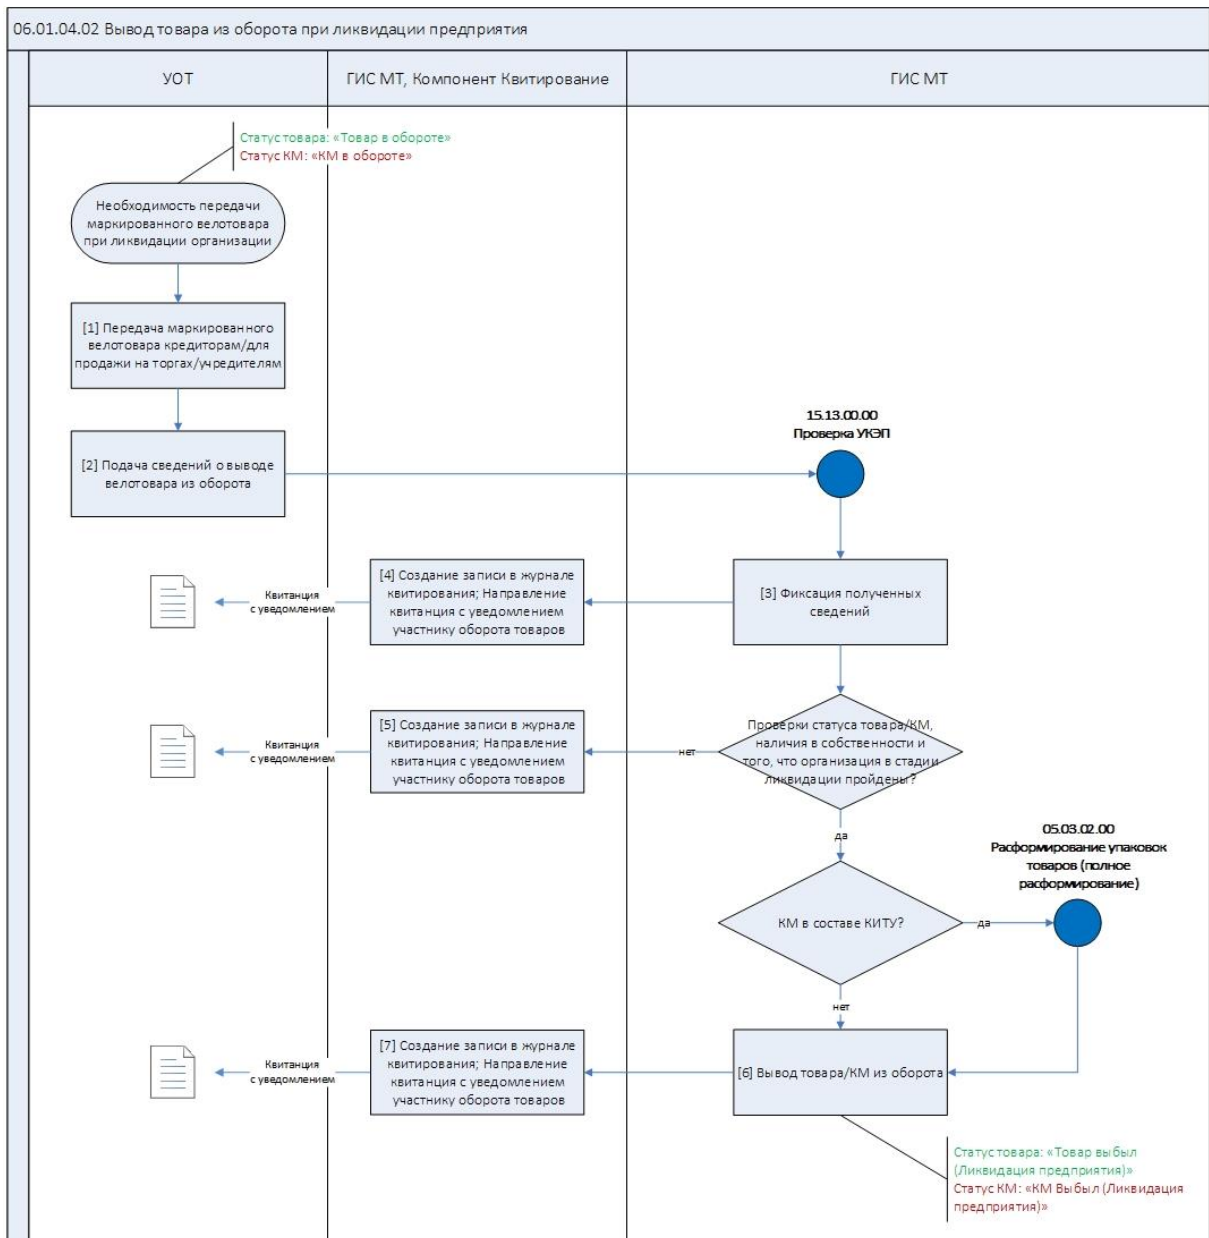 06.01.04.02 Вывод товара из оборота при ликвидации предприятия
УОТ
ГИС МТ, Компонент Квитирование
ГИС МТ
Статус товара: «Товар в обороте»
Статус КМ: «КМ в обороте»
Необходимость передачи
маркированного велотовара
при ликвидации организации
[1] Передача маркированного
велотовара кредиторам/для
продажи на торгах/учредителям
[2] Подача сведений о выводе
велотовара из оборота
15.13.00.00
Проверка УКЭП
[3] Фиксация полученных
сведений
[4] Создание записи в журнале
квитирования; Направление
квитанция с уведомлением
участнику оборота товаров
Квитанция
с уведомлением
Проверки статуса товара/КМ,
наличия в собственности и
того, что организация в стадии
ликвидации пройдены?
нет
[5] Создание записи в журнале
квитирования; Направление
квитанция с уведомлением
участнику оборота товаров
Квитанция
с уведомлением
да
05.03.02.00
Расформирование упаковок
товаров (полное
расформирование)
КМ в составе КИТУ?
да
нет
[6] Вывод товара/КМ из оборота
[7] Создание записи в журнале
квитирования; Направление
квитанция с уведомлением
участнику оборота товаров
Квитанция
с уведомлением
Статус товара: «Товар выбыл
(Ликвидация предприятия)»
Статус КМ: «КМ Выбыл (Ликвидация
предприятия)»